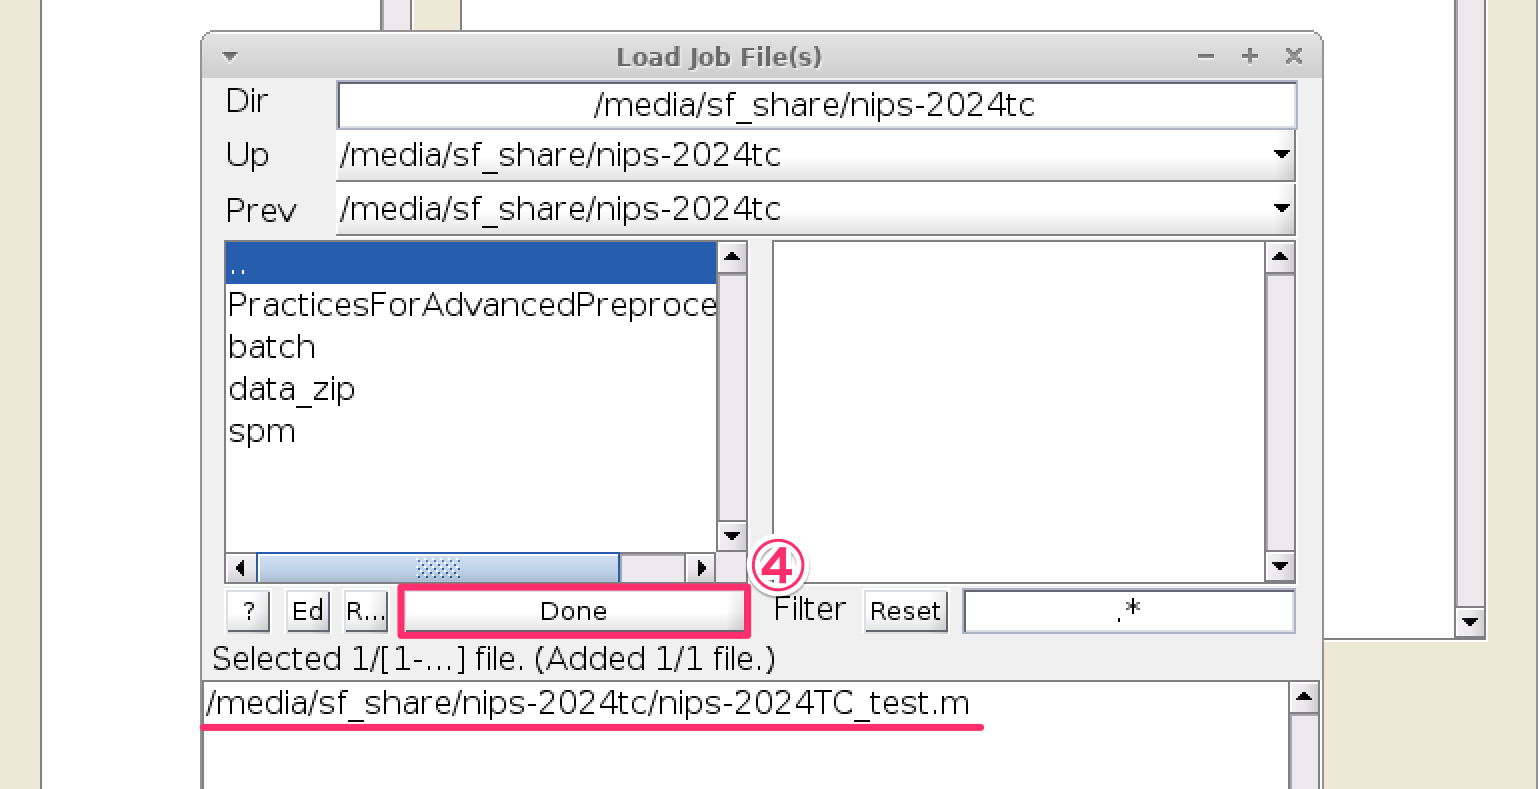 Load Job File(s)
Dir /media/sf_share/nips-2024tc
Up /media/sf_share/nips-2024tc
Prev /media/sf_share/nips-2024tc
..
PracticesForAdvancedPreproce
batch
data_zip
spm
④
? Ed R... Done Filter Reset .*
Selected 1/[1-...] file. (Added 1/1 file.)
/media/sf_share/nips-2024tc/nips-2024TC_test.m